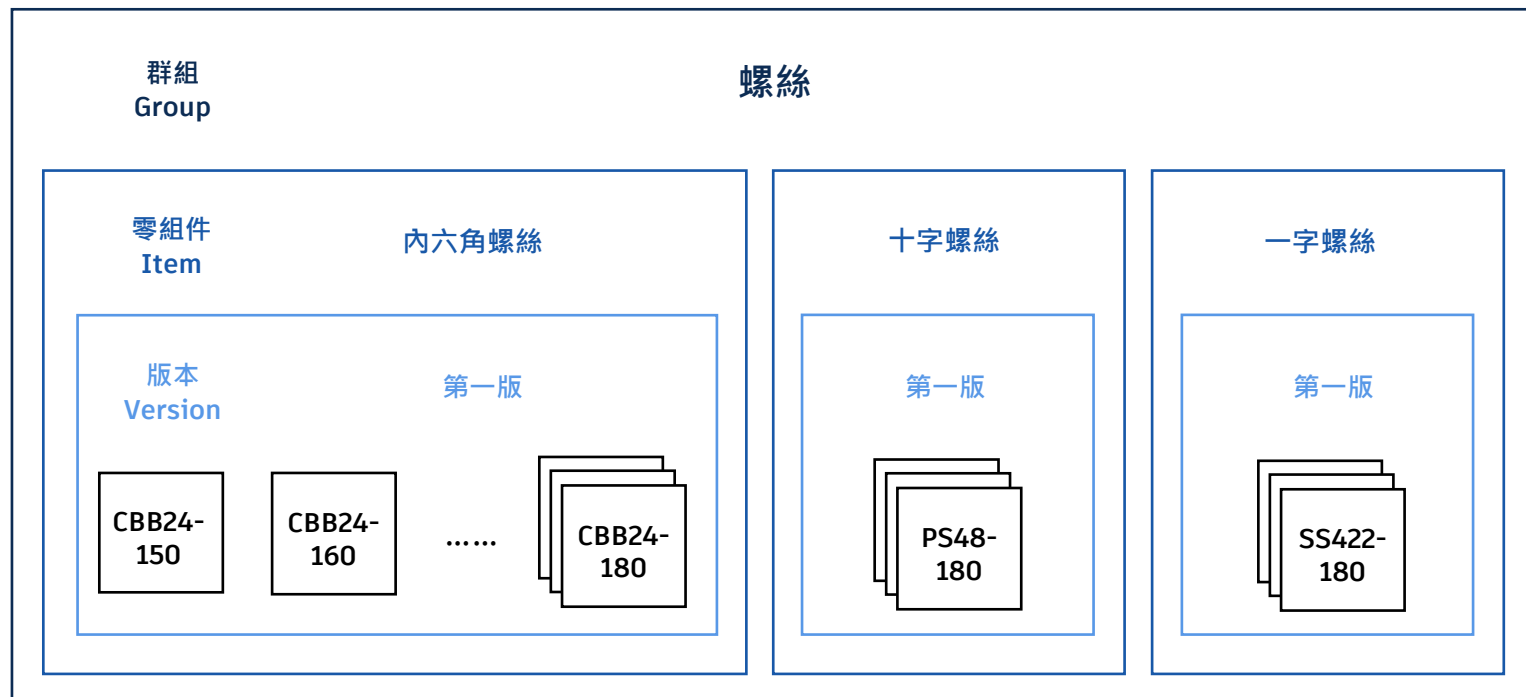 群組
Group
螺絲
零組件
Item
內六角螺絲
十字螺絲
一字螺絲
版本
Version
第一版
第一版
第一版
CBB24-
150
CBB24-
160
……
CBB24-
180
PS48-
180
SS422-
180